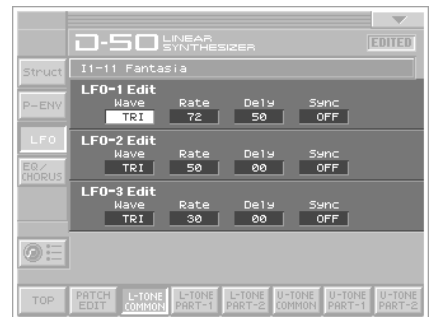 D-50 LINEAR SYNTHESIZER
EDITED
Struct
I1-11 Fantasia
P-ENV
LFO
EQ/CHORUS
LFO-1 Edit
Wave Rate Dely Sync
TRI 72 50 OFF
LFO-2 Edit
Wave Rate Dely Sync
TRI 50 00 OFF
LFO-3 Edit
Wave Rate Dely Sync
TRI 30 00 OFF
TOP
PATCH EDIT
L-TONE COMMON
L-TONE PART-1
L-TONE PART-2
U-TONE COMMON
U-TONE PART-1
U-TONE PART-2